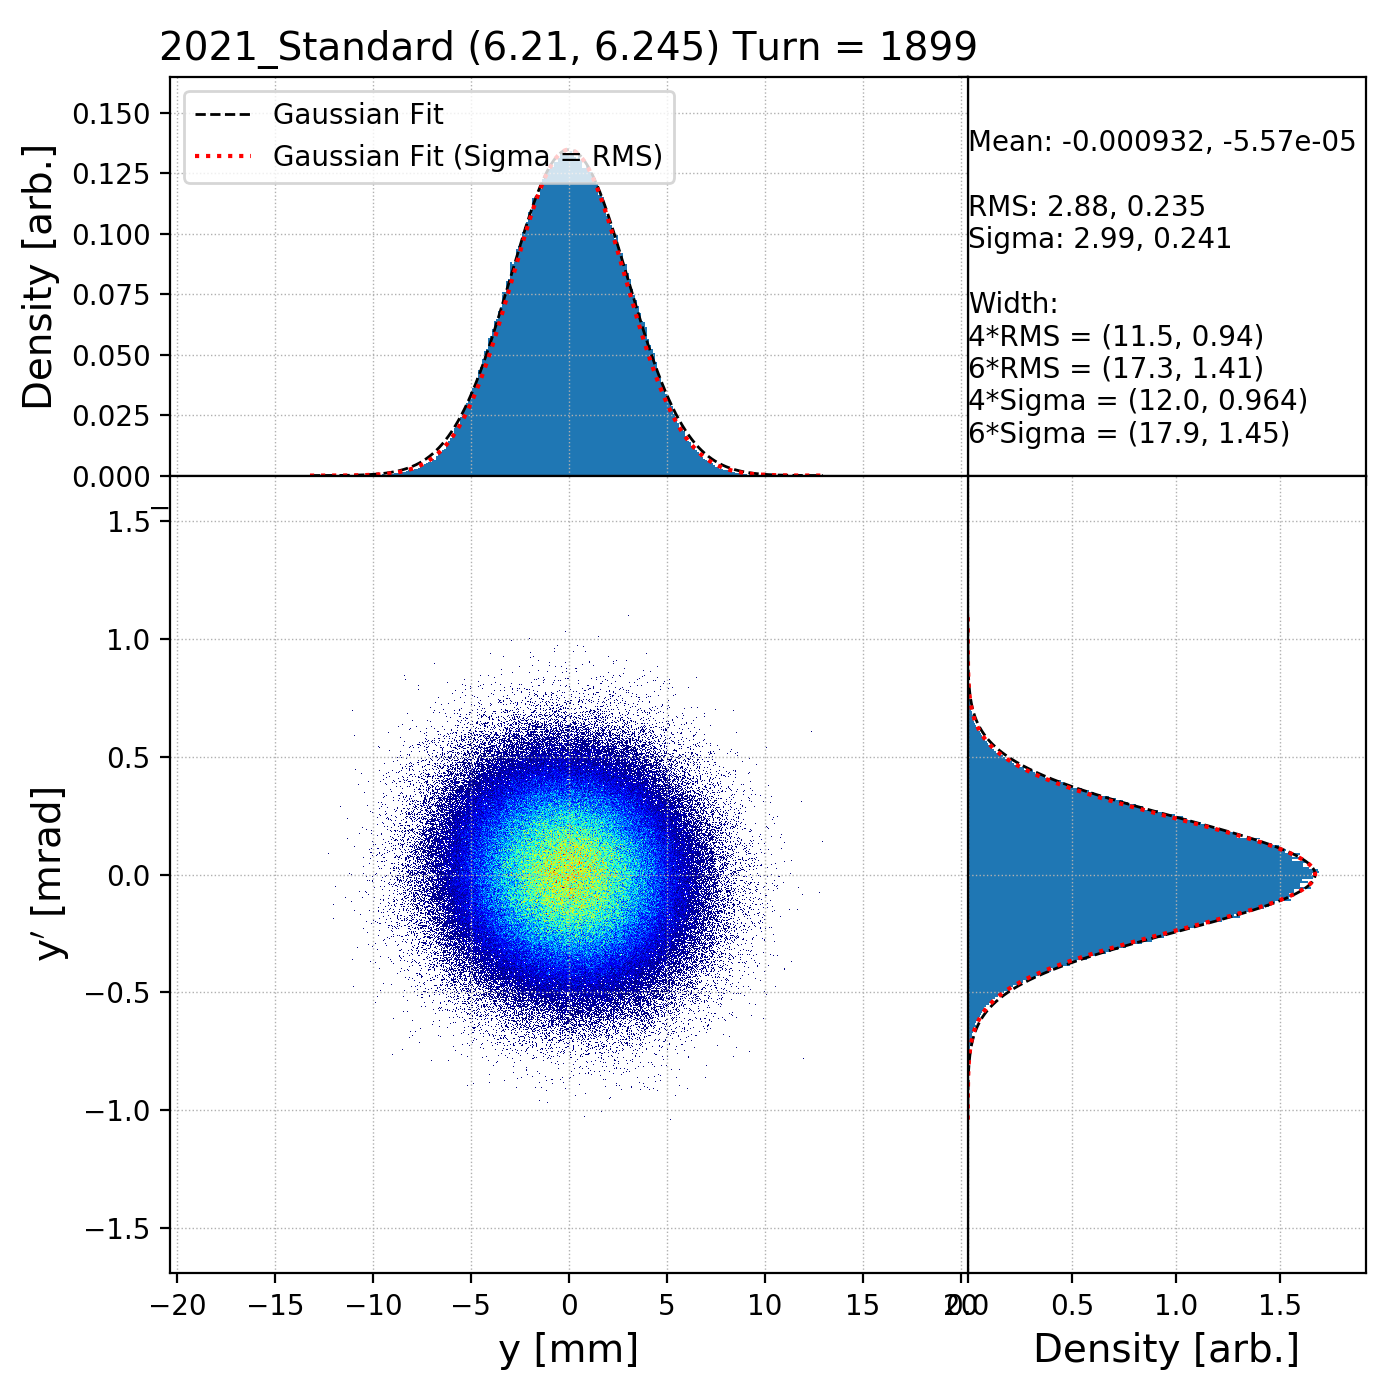 2021_Standard (6.21, 6.245) Turn = 1899
Gaussian Fit
Gaussian Fit (Sigma = RMS)
0.150
0.125
0.100
0.075
0.050
0.025
0.000
Density [arb.]
Mean: -0.000932, -5.57e-05
RMS: 2.88, 0.235
Sigma: 2.99, 0.241
Width:
4*RMS = (11.5, 0.94)
6*RMS = (17.3, 1.41)
4*Sigma = (12.0, 0.964)
6*Sigma = (17.9, 1.45)
1.5
1.0
0.5
0.0
−0.5
−1.0
−1.5
y′ [mrad]
−20 −15 −10 −5 0 5 10 15 20
y [mm]
0.0 0.5 1.0 1.5
Density [arb.]